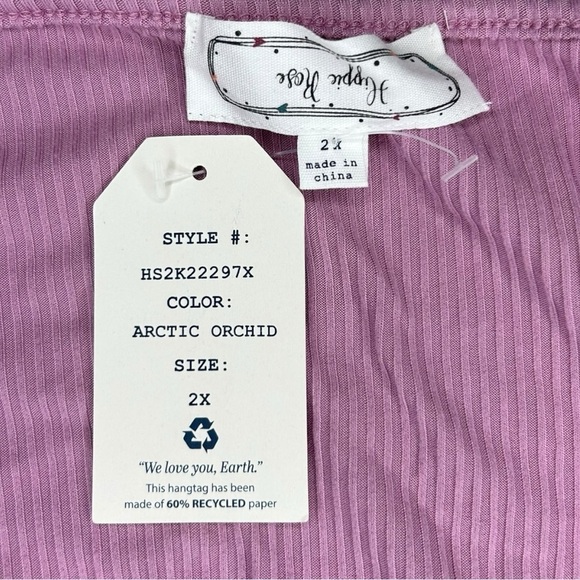 Hippie Rose
2X
made in
china
STYLE #:
HS2K22297X
COLOR:
ARCTIC ORCHID
SIZE:
2X
“We love you, Earth.”
This hangtag has been
made of 60% RECYCLED paper